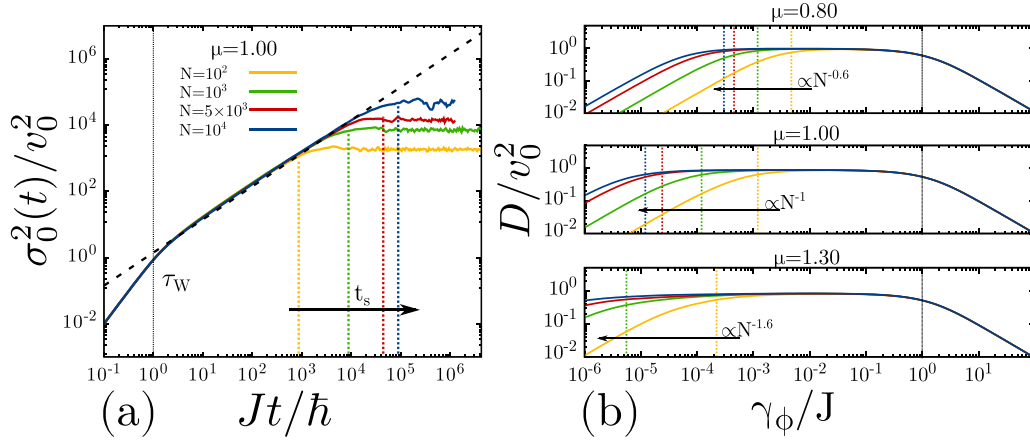 μ=1.00
N=10²
N=10³
N=5×10³
N=10⁴
10⁶
10⁴
10²
10⁰
10⁻²
σ₀²(t)/v₀²
τ_W
t_s
10⁻¹ 10⁰ 10¹ 10² 10³ 10⁴ 10⁵ 10⁶
(a) Jt/ħ
μ=0.80
10⁰
10⁻¹
10⁻²
∝N⁻⁰·⁶
μ=1.00
10⁰
10⁻¹
10⁻²
∝N⁻¹
D/v₀²
μ=1.30
10⁰
10⁻¹
10⁻²
∝N⁻¹·⁶
10⁻⁶ 10⁻⁵ 10⁻⁴ 10⁻³ 10⁻² 10⁻¹ 10⁰ 10¹
(b) γ_ϕ/J